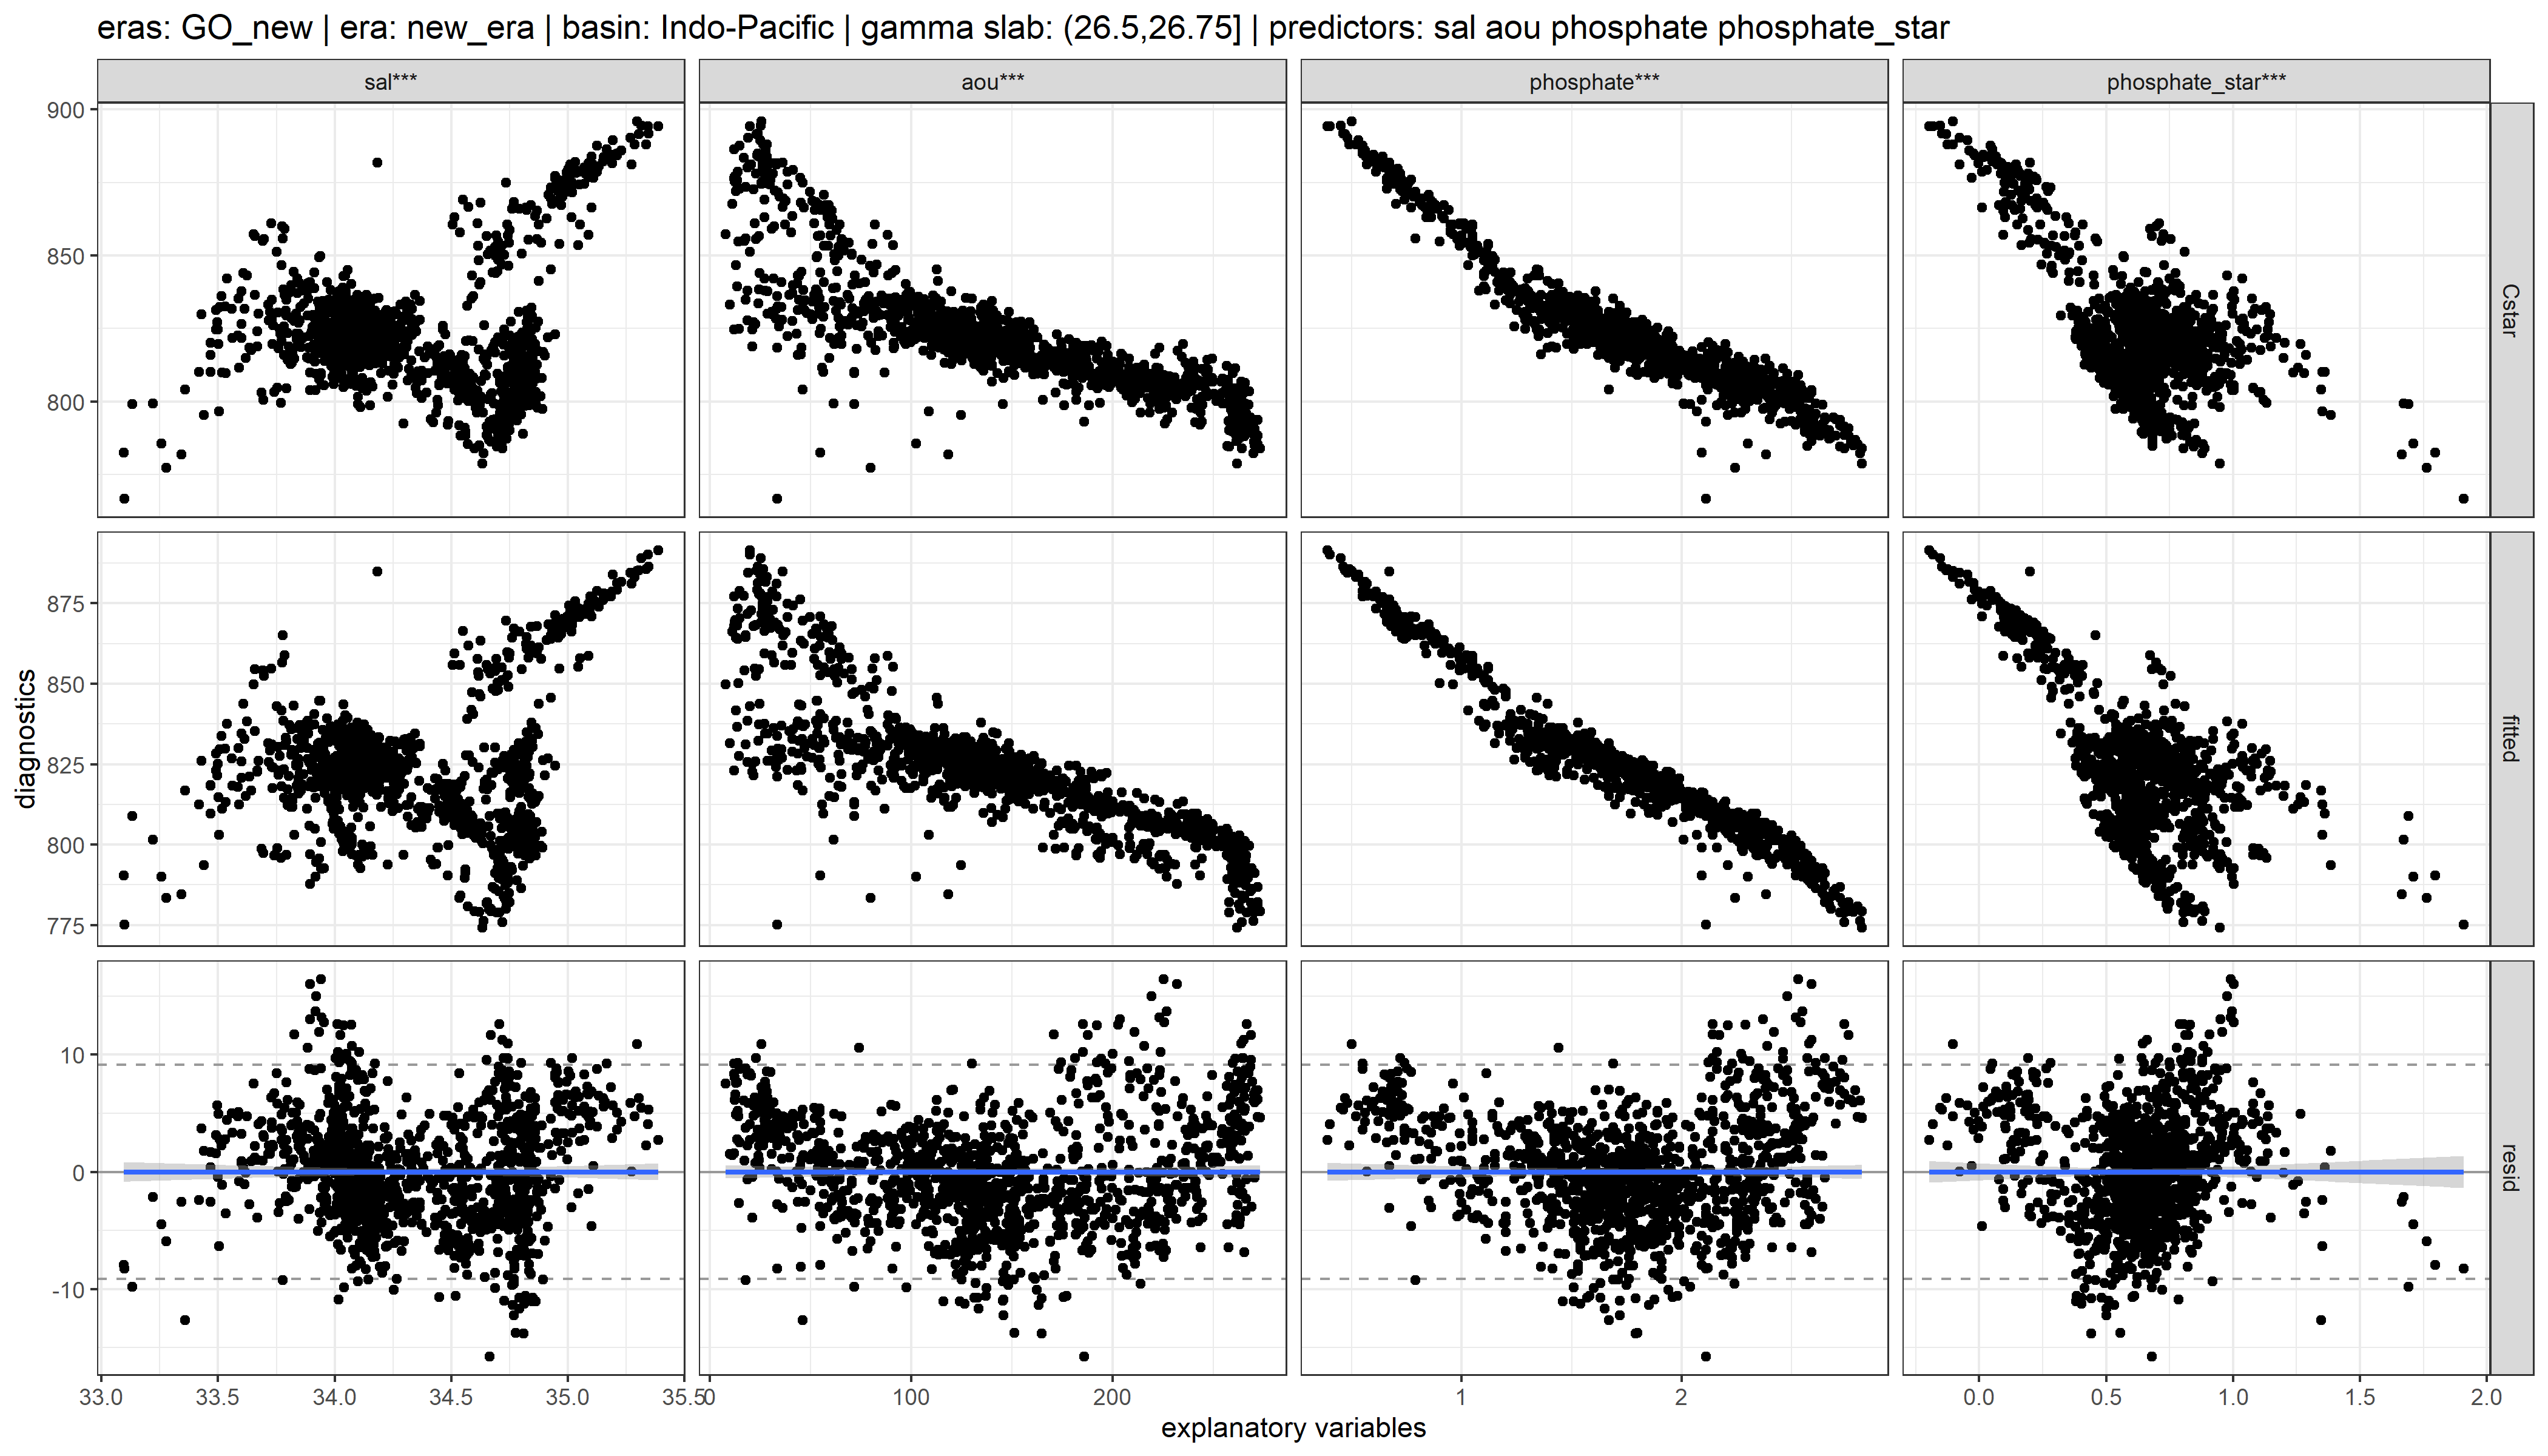 eras: GO_new | era: new_era | basin: Indo-Pacific | gamma slab: (26.5,26.75] | predictors: sal aou phosphate phosphate_star
sal***
aou***
phosphate***
phosphate_star***
900
850
800
Cstar
875
850
825
800
775
fitted
diagnostics
10
0
-10
resid
33.0
33.5
34.0
34.5
35.0
35.5
0
100
200
1
2
0.0
0.5
1.0
1.5
2.0
explanatory variables